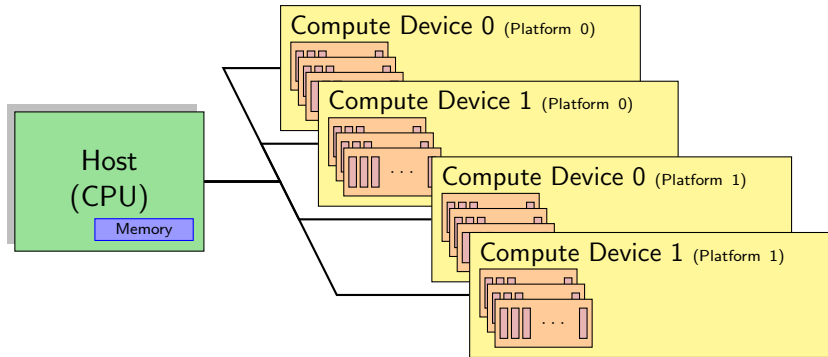 Compute Device 0 (Platform 0)
Compute Device 1 (Platform 0)
Host
(CPU)
Memory
· · ·
Compute Device 0 (Platform 1)
Compute Device 1 (Platform 1)
· · ·